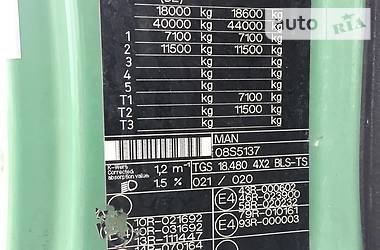 18000 kg 18600 kg
40000 kg 44000 kg
1 7100 kg 7100 kg
2 11500 kg 11500 kg
3 kg kg
4 kg kg
5 kg kg
T1 kg 7100 kg
T2 kg 11500 kg
T3 kg kg
MAN
08S5137
K-Wert
Corrected absorption value 1,2 m⁻¹ TGS 18.480 4X2 BLS-TS
1.5 % 021 / 020
E4 43R-000602
46R-023900
58R-020232
10R-021692 E4 79R-010161
10R-031692 93R-000003
13R-111447
auto RIA